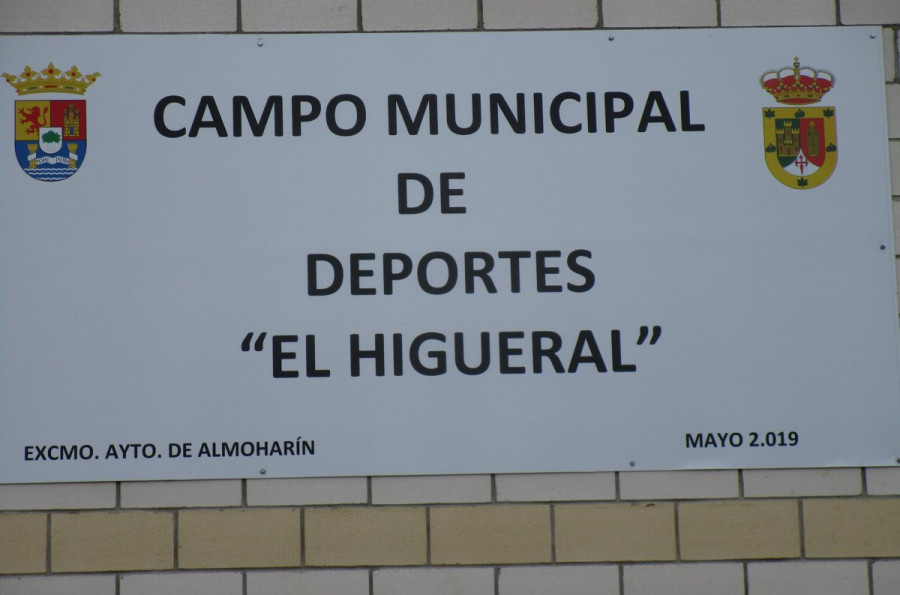 CAMPO MUNICIPAL
DE
DEPORTES
“EL HIGUERAL”
EXCMO. AYTO. DE ALMOHARÍN
MAYO 2.019